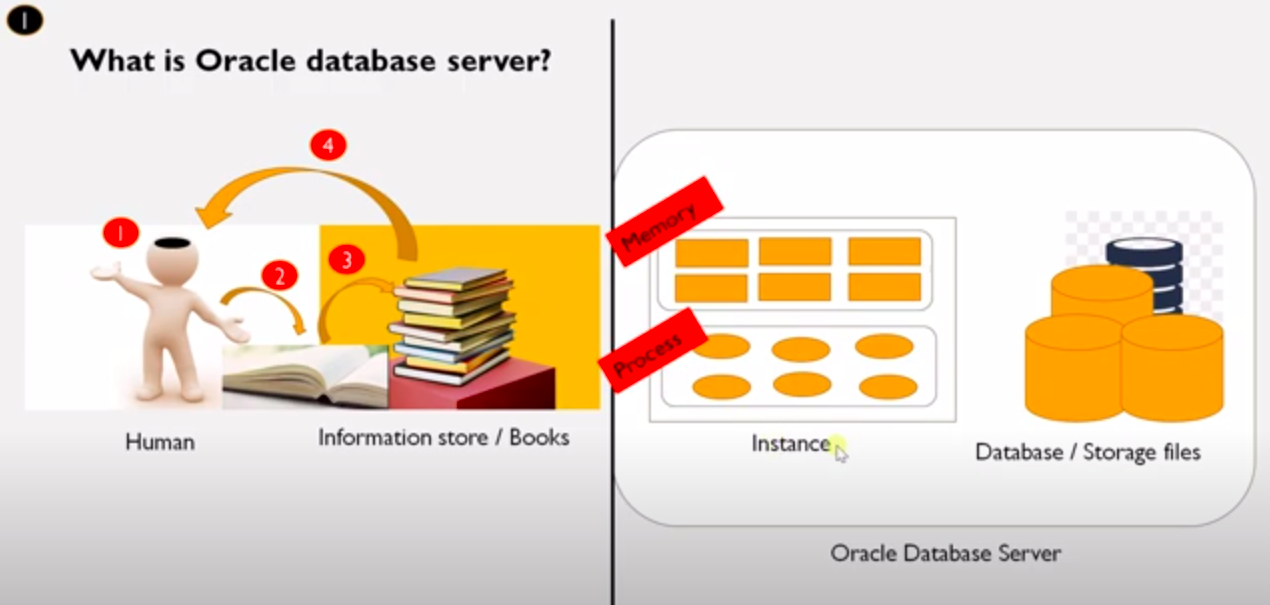 1
What is Oracle database server?
4
1
2
3
Human
Information store / Books
Memory
Process
Instance
Database / Storage files
Oracle Database Server